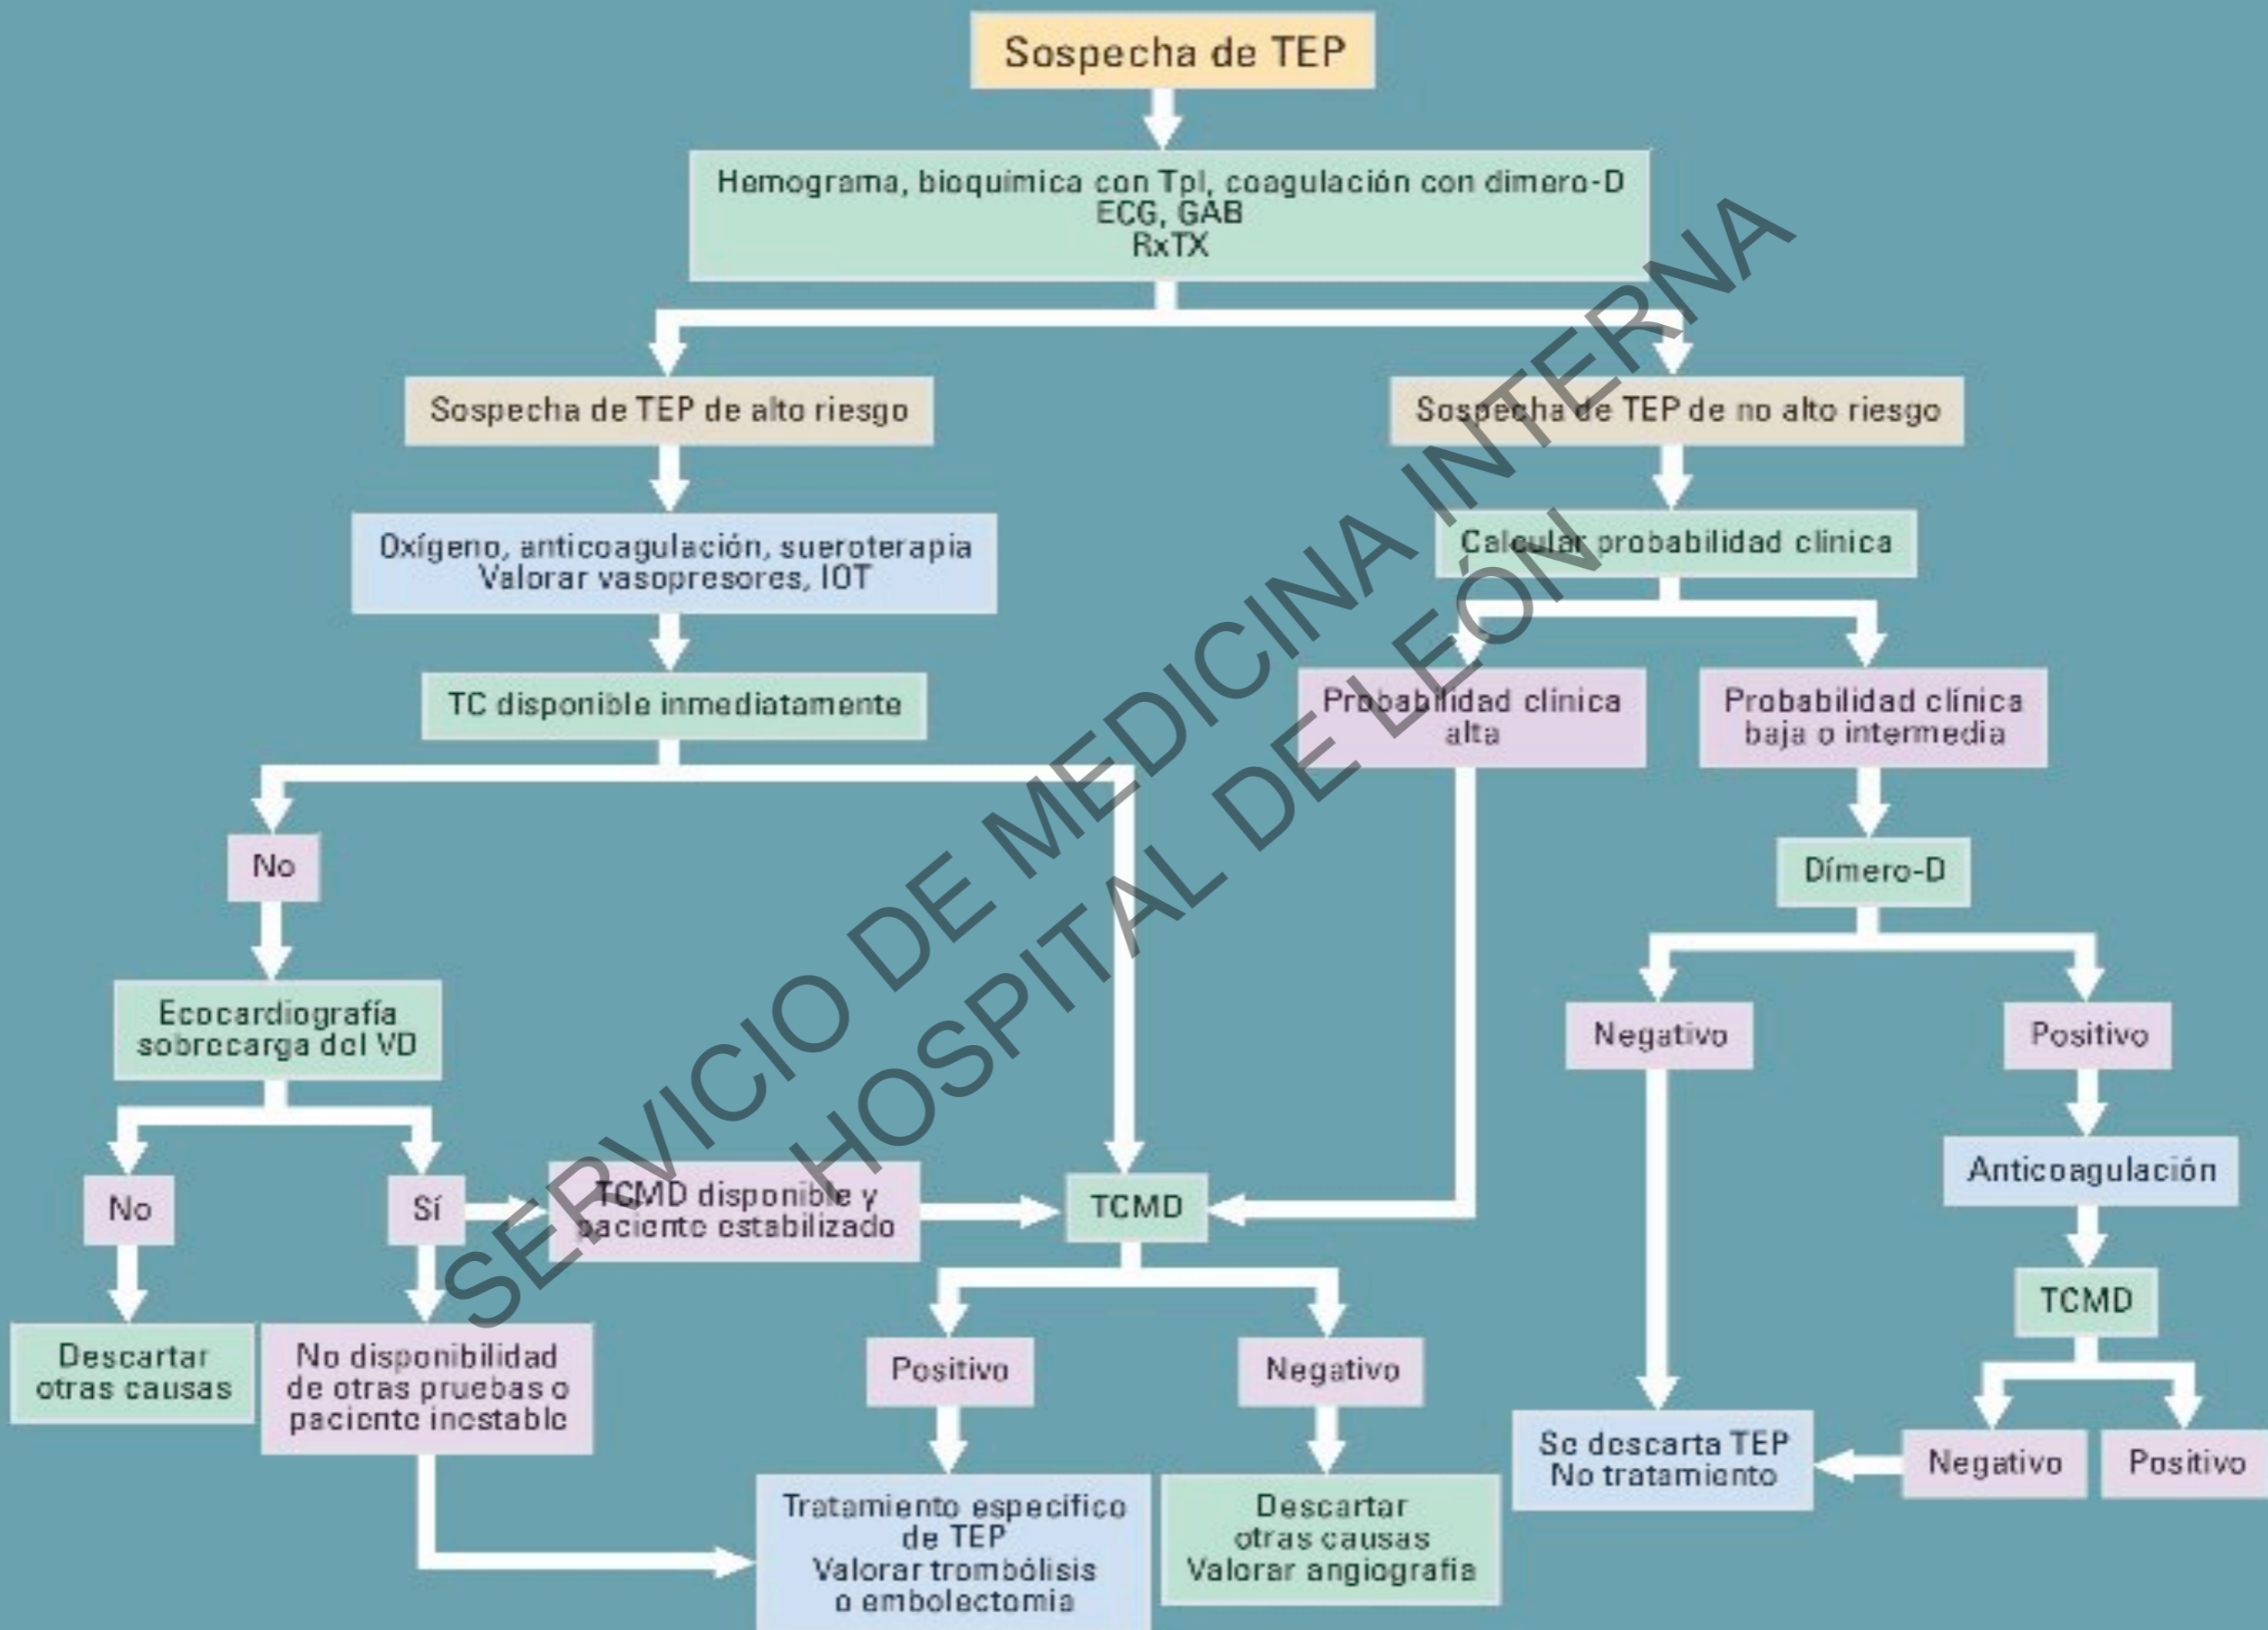 Sospecha de TEP
Hemograma, bioquímica con TpI, coagulación con dímero-D
ECG, GAB
RxTX
Sospecha de TEP de alto riesgo
Sospecha de TEP de no alto riesgo
Oxígeno, anticoagulación, sueroterapia
Valorar vasopresores, IOT
Calcular probabilidad clínica
TC disponible inmediatamente
Probabilidad clínica
alta
Probabilidad clínica
baja o intermedia
No
Dímero-D
Ecocardiografía
sobrecarga del VD
Negativo
Positivo
Anticoagulación
No
Sí
TCMD disponible y
paciente estabilizado
TCMD
TCMD
Descartar
otras causas
No disponibilidad
de otras pruebas o
paciente inestable
Positivo
Negativo
Se descarta TEP
No tratamiento
Negativo
Positivo
Tratamiento específico
de TEP
Valorar trombólisis
o embolectomia
Descartar
otras causas
Valorar angiografía
SERVICIO DE MEDICINA INTERNA
HOSPITAL DE LEÓN